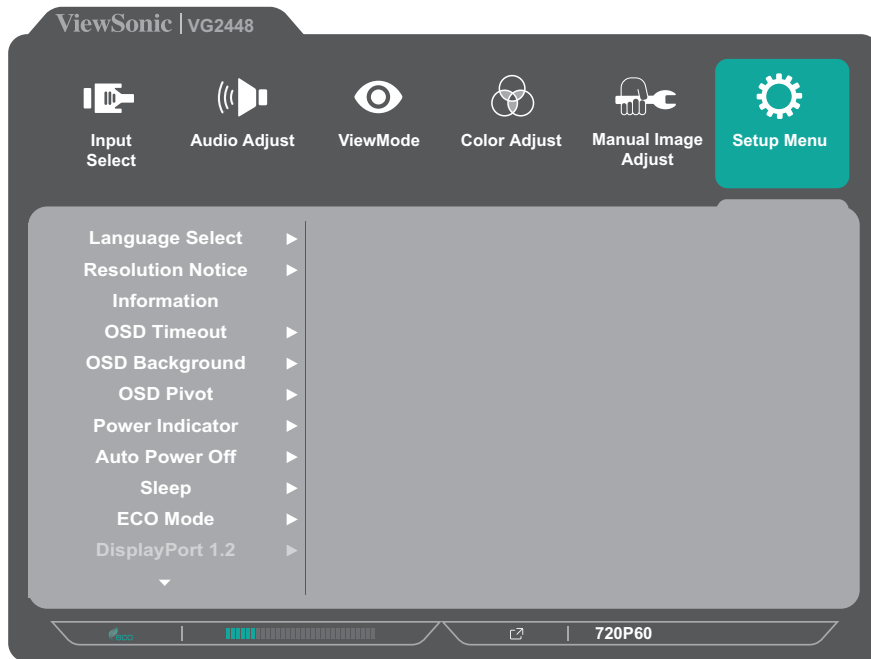 ViewSonic | VG2448
Input
Select
Audio Adjust
ViewMode
Color Adjust
Manual Image
Adjust
Setup Menu
Language Select
Resolution Notice
Information
OSD Timeout
OSD Background
OSD Pivot
Power Indicator
Auto Power Off
Sleep
ECO Mode
DisplayPort 1.2
eco
720P60